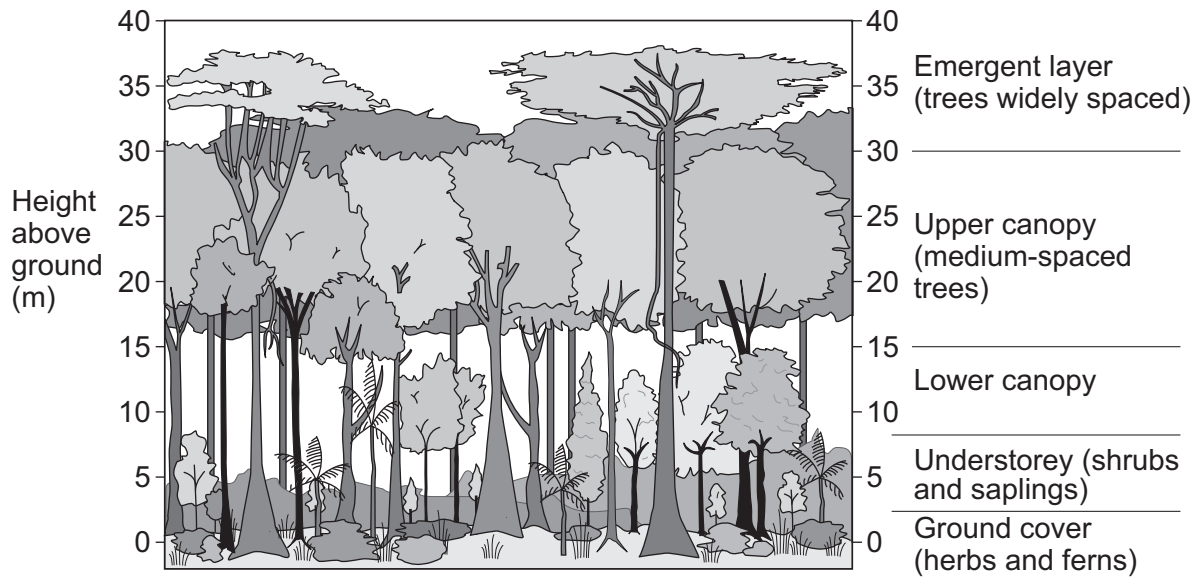 40
35
30
25
20
15
10
5
0
Height
above
ground
(m)
40
35
30
25
20
15
10
5
0
Emergent layer
(trees widely spaced)
Upper canopy
(medium-spaced
trees)
Lower canopy
Understorey (shrubs
and saplings)
Ground cover
(herbs and ferns)